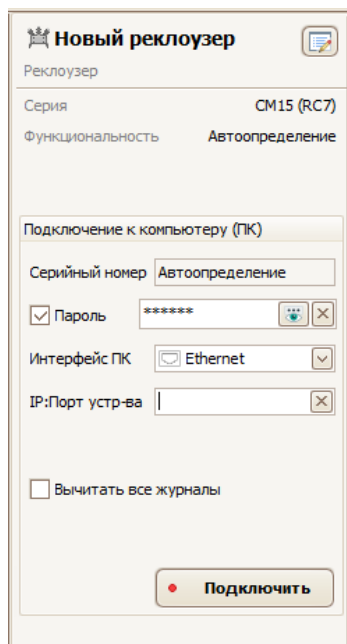 Новый реклоузер
Реклоузер
Серия CM15 (RC7)
Функциональность Автоопределение
Подключение к компьютеру (ПК)
Серийный номер Автоопределение
Пароль ******
Интерфейс ПК Ethernet
IP:Порт устр-ва
Вычитать все журналы
Подключить